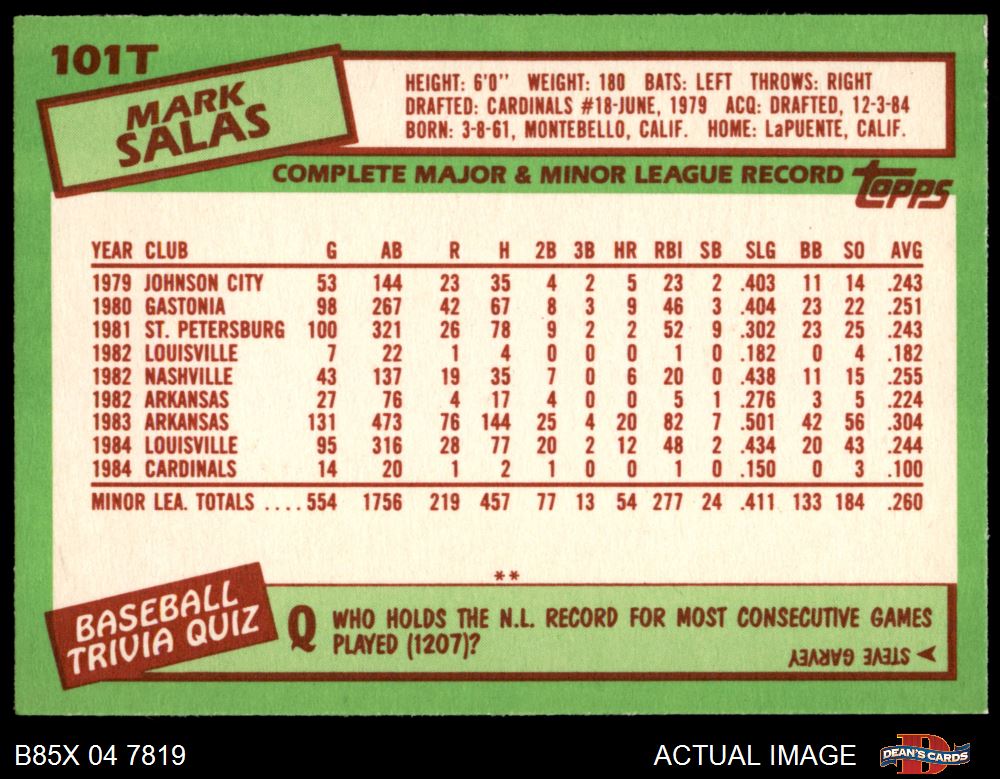 101T
MARK
SALAS
HEIGHT: 6'0" WEIGHT: 180 BATS: LEFT THROWS: RIGHT
DRAFTED: CARDINALS #18-JUNE, 1979 ACQ: DRAFTED, 12-3-84
BORN: 3-8-61, MONTEBELLO, CALIF. HOME: LaPUENTE, CALIF.
COMPLETE MAJOR & MINOR LEAGUE RECORD topps
YEAR CLUB G AB R H 2B 3B HR RBI SB SLG BB SO AVG
1979 JOHNSON CITY 53 144 23 35 4 2 5 23 2 .403 11 14 .243
1980 GASTONIA 98 267 42 67 8 3 9 46 3 .404 23 22 .251
1981 ST. PETERSBURG 100 321 26 78 9 2 2 52 9 .302 23 25 .243
1982 LOUISVILLE 7 22 1 4 0 0 0 1 0 .182 0 4 .182
1982 NASHVILLE 43 137 19 35 7 0 6 20 0 .438 11 15 .255
1982 ARKANSAS 27 76 4 17 4 0 0 5 1 .276 3 5 .224
1983 ARKANSAS 131 473 76 144 25 4 20 82 7 .501 42 56 .304
1984 LOUISVILLE 95 316 28 77 20 2 12 48 2 .434 20 43 .244
1984 CARDINALS 14 20 1 2 1 0 0 1 0 .150 0 3 .100
MINOR LEA. TOTALS ....554 1756 219 457 77 13 54 277 24 .411 133 184 .260
**
BASEBALL
TRIVIA QUIZ
Q WHO HOLDS THE N.L. RECORD FOR MOST CONSECUTIVE GAMES
PLAYED (1207)?
STEVE GARVEY
B85X 04 7819 ACTUAL IMAGE DEAN'S CARDS